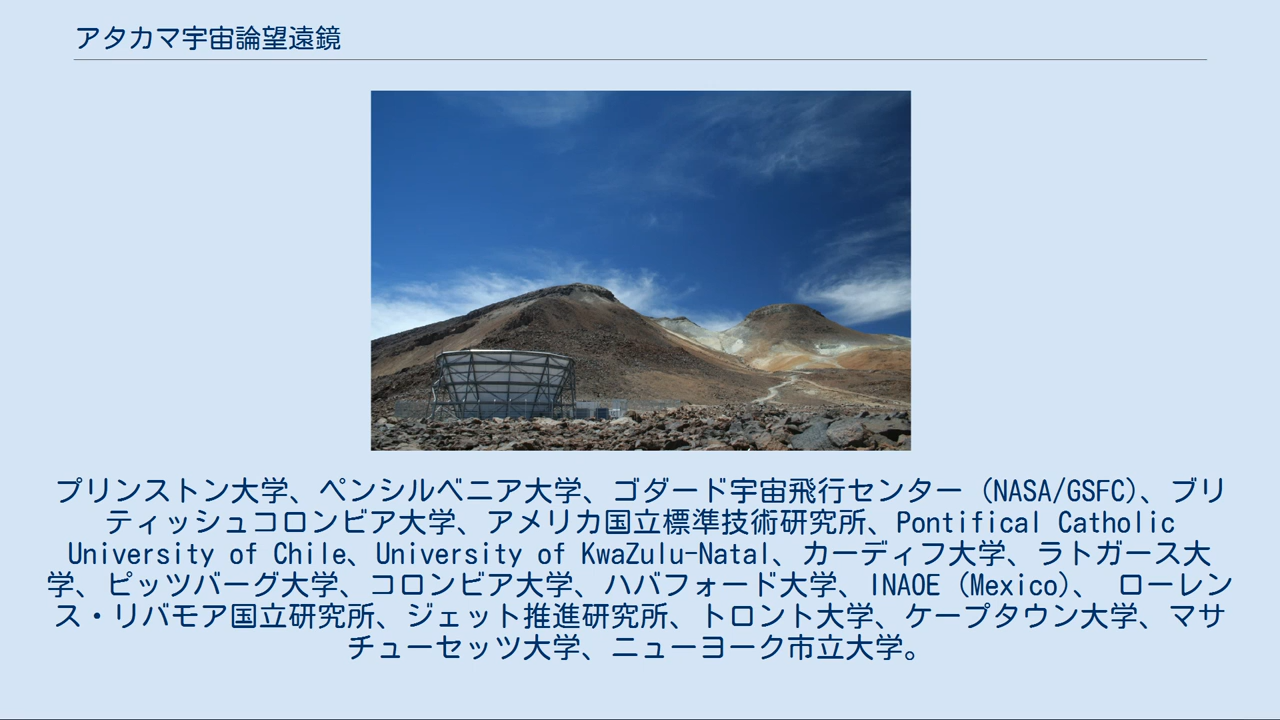 アタカマ宇宙論望遠鏡
プリンストン大学、ペンシルベニア大学、ゴダード宇宙飛行センター (NASA/GSFC)、ブリ
ティッシュコロンビア大学、アメリカ国立標準技術研究所、Pontifical Catholic
University of Chile、University of KwaZulu-Natal、カーディフ大学、ラトガース大
学、ピッツバーグ大学、コロンビア大学、ハバフォード大学、INAOE (Mexico)、 ローレン
ス・リバモア国立研究所、ジェット推進研究所、トロント大学、ケープタウン大学、マサ
チューセッツ大学、ニューヨーク市立大学。